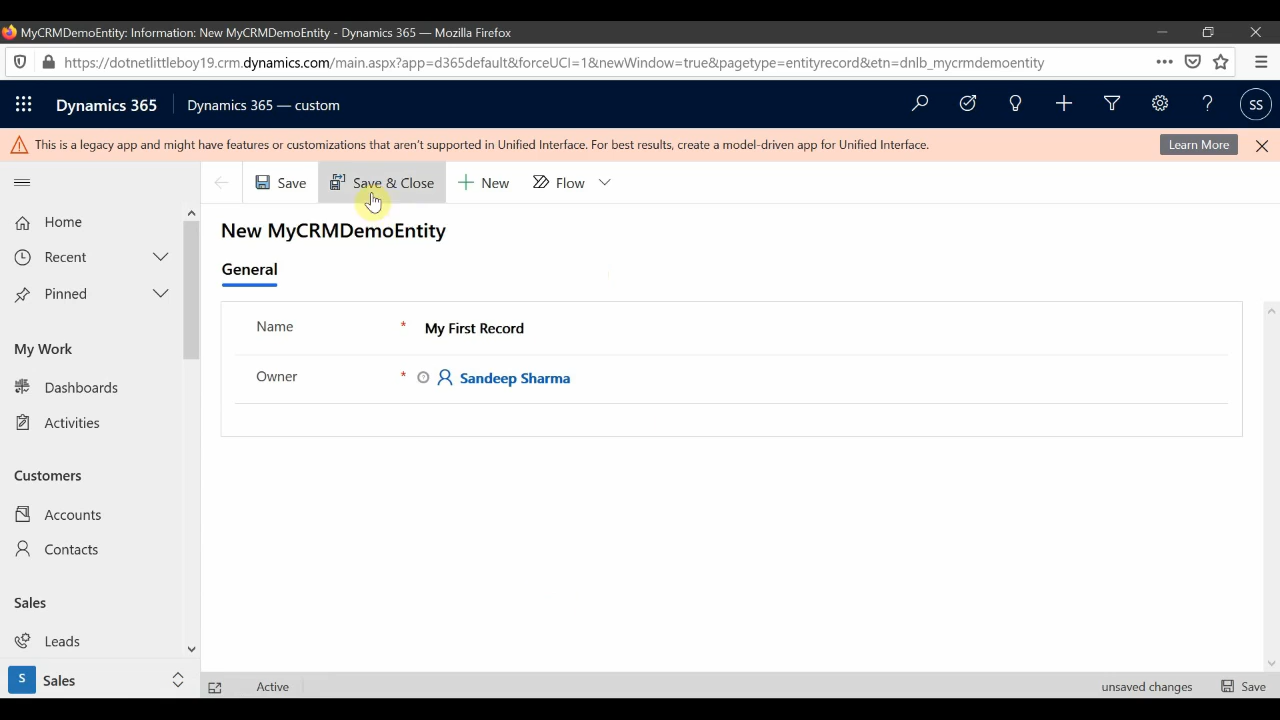 MyCRMDemoEntity: Information: New MyCRMDemoEntity - Dynamics 365 — Mozilla Firefox
https://dotnetlittleboy19.crm.dynamics.com/main.aspx?app=d365default&forceUCI=1&newWindow=true&pagetype=entityrecord&etn=dnlb_mycrmdemoentity
Dynamics 365 Dynamics 365 — custom SS
This is a legacy app and might have features or customizations that aren't supported in Unified Interface. For best results, create a model-driven app for Unified Interface. Learn More
Save Save & Close New Flow
New MyCRMDemoEntity
General
Name * My First Record
Owner * Sandeep Sharma
Home
Recent
Pinned
My Work
Dashboards
Activities
Customers
Accounts
Contacts
Sales
Leads
S Sales
Active unsaved changes Save